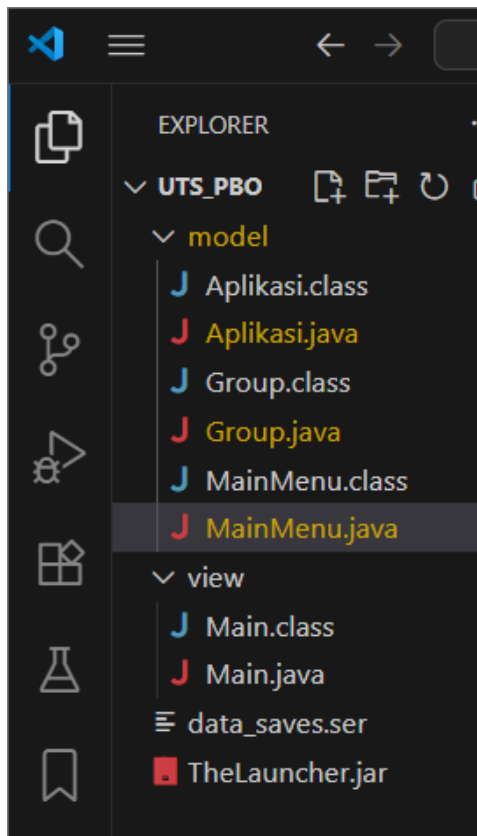 EXPLORER
UTS_PBO
model
Aplikasi.class
Aplikasi.java
Group.class
Group.java
MainMenu.class
MainMenu.java
view
Main.class
Main.java
data_saves.ser
TheLauncher.jar